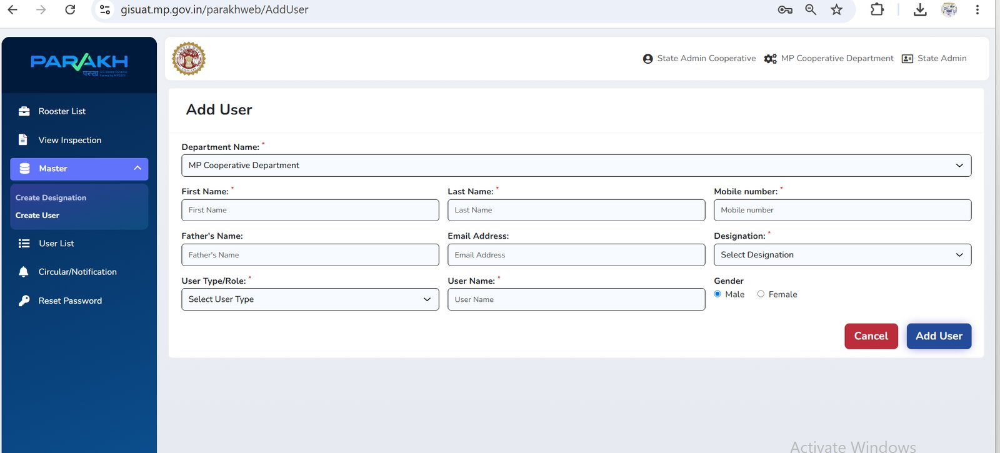 gisuat.mp.gov.in/parakhweb/AddUser
PARAKH
परख
State Admin Cooperative MP Cooperative Department State Admin
Rooster List
View Inspection
Master
Create Designation
Create User
User List
Circular/Notification
Reset Password
Add User
Department Name: *
MP Cooperative Department
First Name: * Last Name: * Mobile number: *
First Name Last Name Mobile number
Father's Name: Email Address: Designation: *
Father's Name Email Address Select Designation
User Type/Role: * User Name: * Gender
Select User Type User Name Male Female
Cancel Add User
Activate Windows